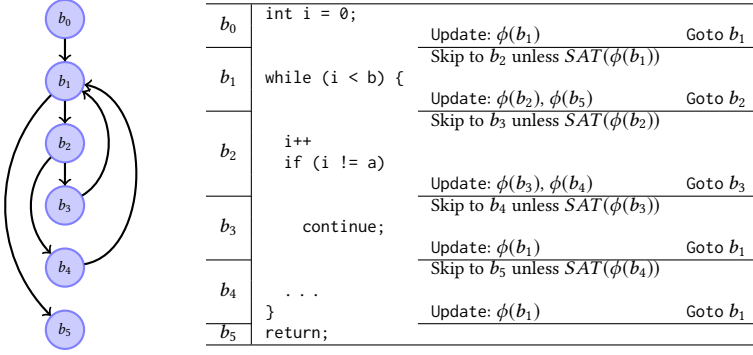 b₀
b₁
b₂
b₃
b₄
b₅
b₀ int i = 0;
Update: ϕ(b₁) Goto b₁
Skip to b₂ unless SAT(ϕ(b₁))
b₁ while (i < b) {
Update: ϕ(b₂), ϕ(b₅) Goto b₂
Skip to b₃ unless SAT(ϕ(b₂))
i++
b₂
if (i != a)
Update: ϕ(b₃), ϕ(b₄) Goto b₃
Skip to b₄ unless SAT(ϕ(b₃))
b₃ continue;
Update: ϕ(b₁) Goto b₁
Skip to b₅ unless SAT(ϕ(b₄))
b₄ ...
} Update: ϕ(b₁) Goto b₁
b₅ return;